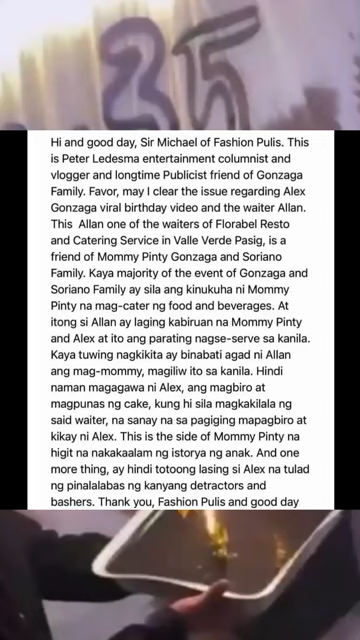 35
Hi and good day, Sir Michael of Fashion Pulis. This
is Peter Ledesma entertainment columnist and
vlogger and longtime Publicist friend of Gonzaga
Family. Favor, may I clear the issue regarding Alex
Gonzaga viral birthday video and the waiter Allan.
This  Allan one of the waiters of Florabel Resto
and Catering Service in Valle Verde Pasig, is a
friend of Mommy Pinty Gonzaga and Soriano
Family. Kaya majority of the event of Gonzaga and
Soriano Family ay sila ang kinukuha ni Mommy
Pinty na mag-cater ng food and beverages. At
itong si Allan ay laging kabiruan na Mommy Pinty
and Alex at ito ang parating nagse-serve sa kanila.
Kaya tuwing nagkikita ay binabati agad ni Allan
ang mag-mommy, magiliw ito sa kanila. Hindi
naman magagawa ni Alex, ang magbiro at
magpunas ng cake, kung hi sila magkakilala ng
said waiter, na sanay na sa pagiging mapagbiro at
kikay ni Alex. This is the side of Mommy Pinty na
higit na nakakaalam ng istorya ng anak. And one
more thing, ay hindi totoong lasing si Alex na tulad
ng pinalalabas ng kanyang detractors and
bashers. Thank you, Fashion Pulis and good day